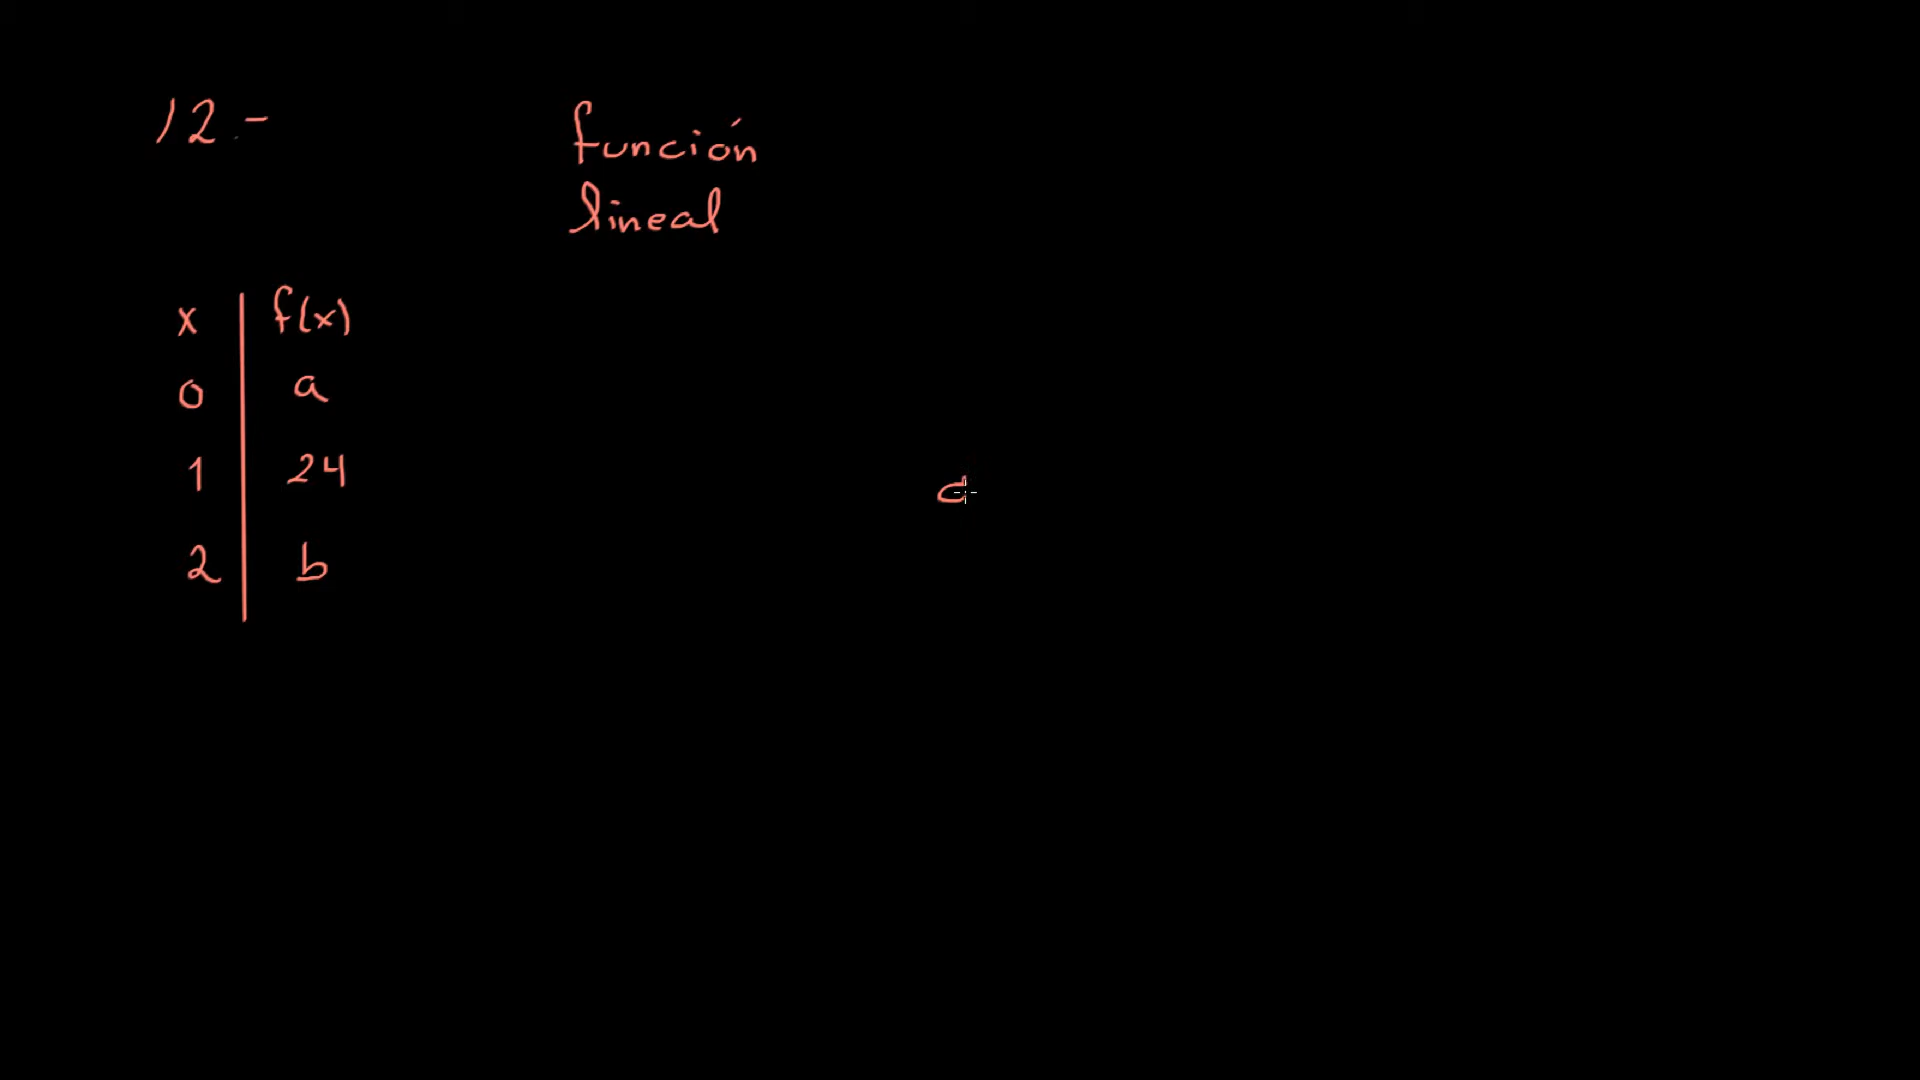 12.-
función
lineal
x | f(x)
0 | a
1 | 24
2 | b